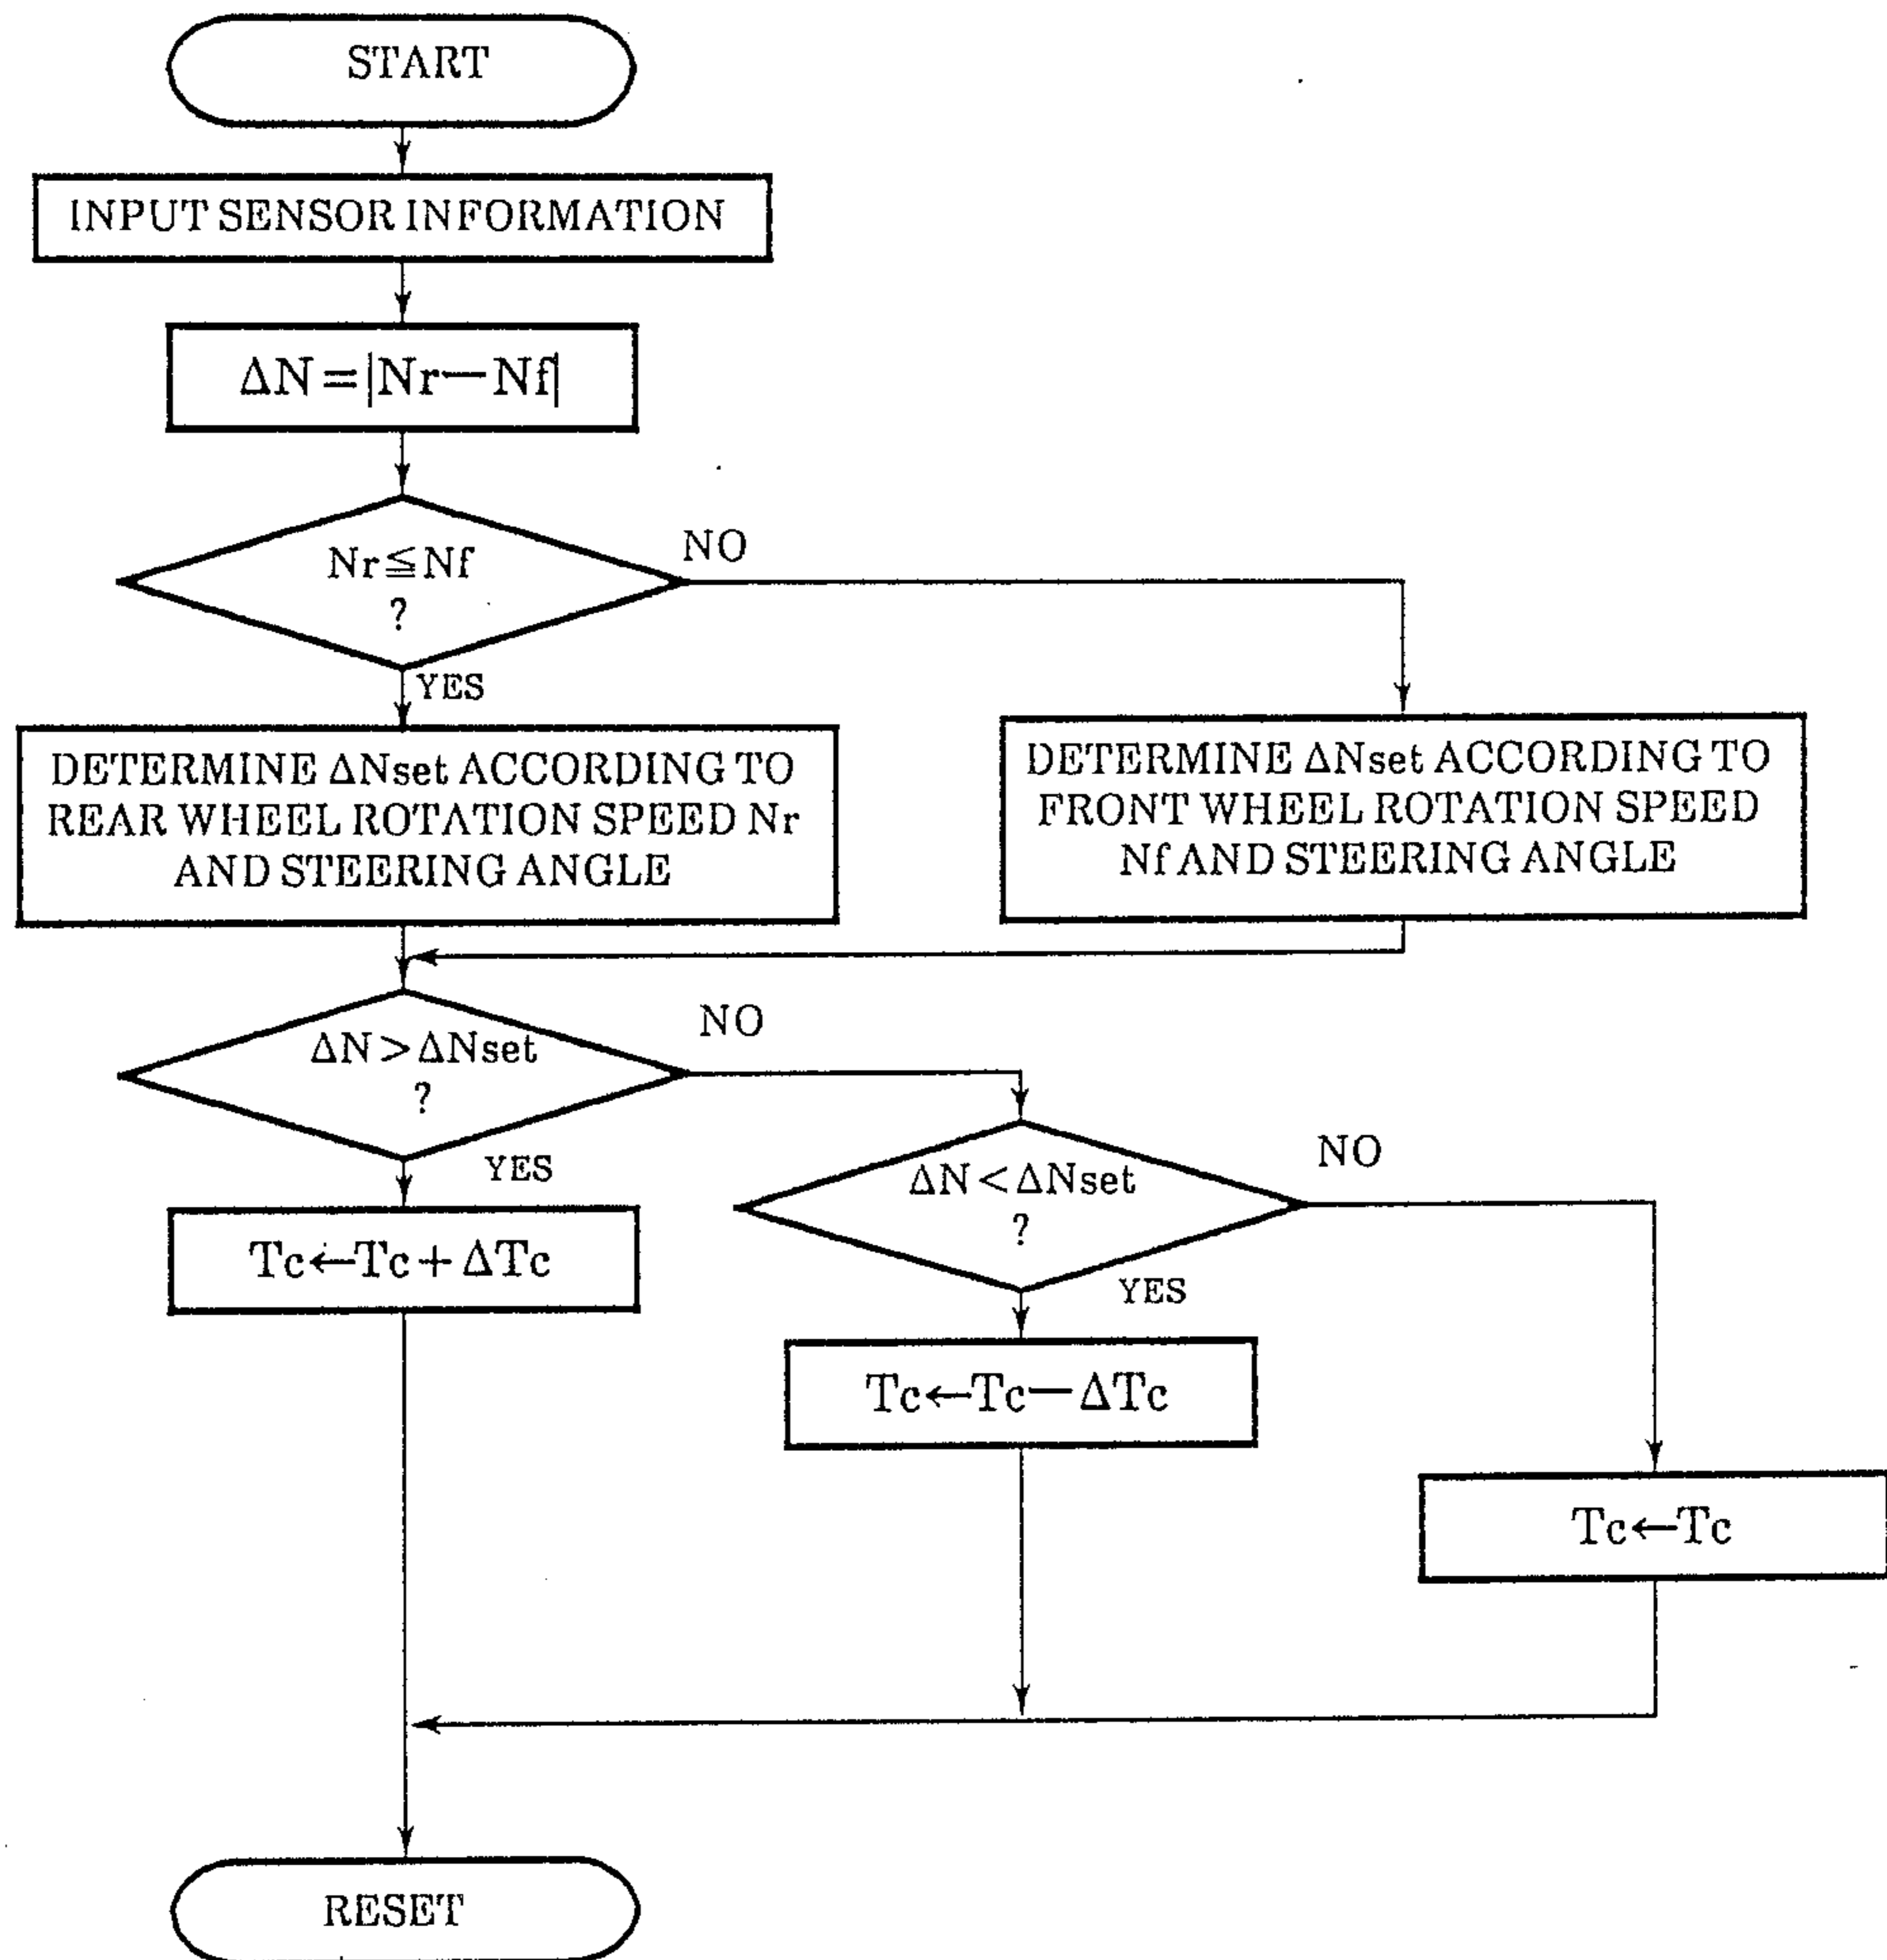 START
INPUT SENSOR INFORMATION
ΔN=|Nr-Nf|
Nr≦Nf
?
NO
YES
DETERMINE ΔNset ACCORDING TO
REAR WHEEL ROTATION SPEED Nr
AND STEERING ANGLE
DETERMINE ΔNset ACCORDING TO
FRONT WHEEL ROTATION SPEED
Nf AND STEERING ANGLE
ΔN>ΔNset
?
NO
YES
ΔN<ΔNset
?
NO
YES
Tc←Tc+ΔTc
Tc←Tc-ΔTc
Tc←Tc
RESET